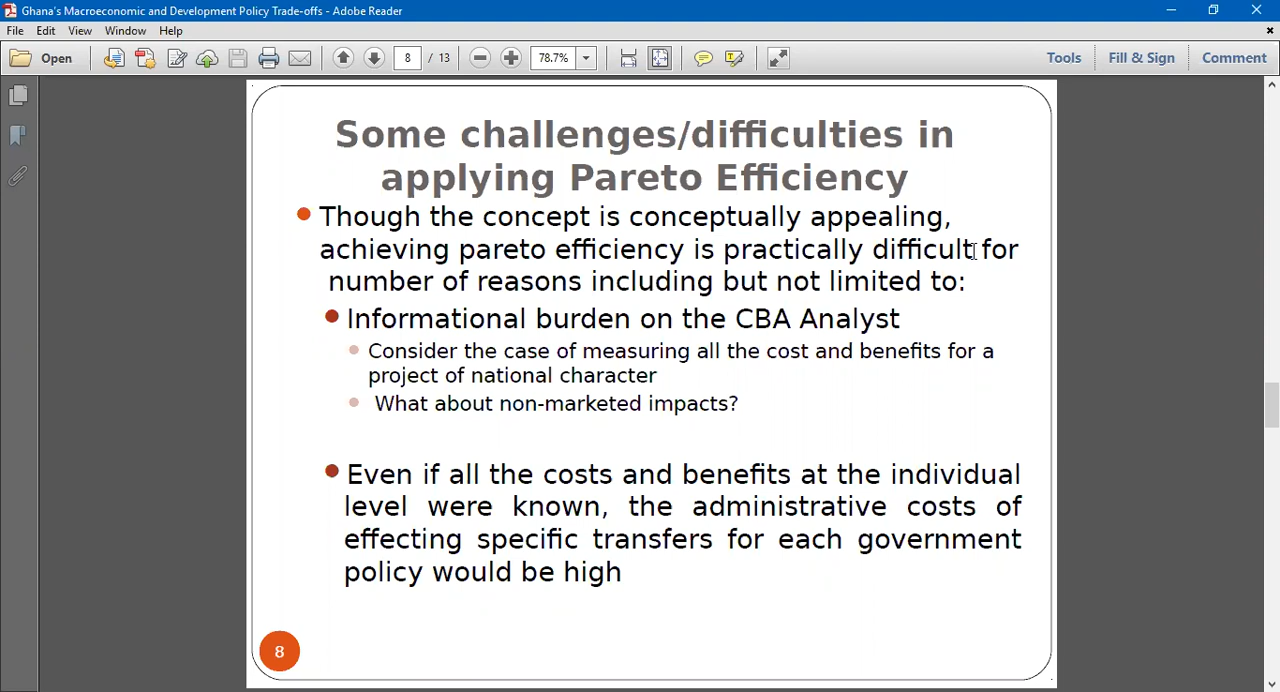 Ghana's Macroeconomic and Development Policy Trade-offs - Adobe Reader
File Edit View Window Help
Open 8 / 13 78.7% Tools Fill & Sign Comment
Some challenges/difficulties in
applying Pareto Efficiency
Though the concept is conceptually appealing,
achieving pareto efficiency is practically difficult for
number of reasons including but not limited to:
Informational burden on the CBA Analyst
Consider the case of measuring all the cost and benefits for a
project of national character
What about non-marketed impacts?
Even if all the costs and benefits at the individual
level were known, the administrative costs of
effecting specific transfers for each government
policy would be high
8